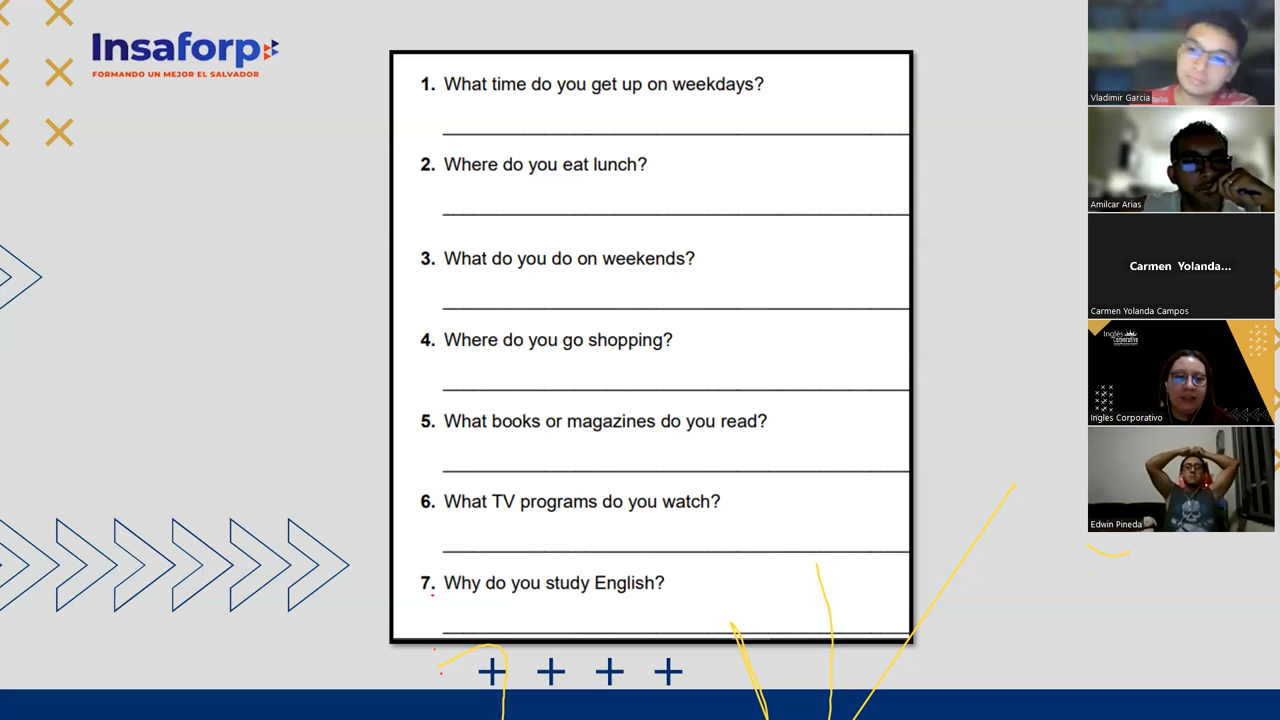 Insaforp
FORMANDO UN MEJOR EL SALVADOR
1. What time do you get up on weekdays?
2. Where do you eat lunch?
3. What do you do on weekends?
4. Where do you go shopping?
5. What books or magazines do you read?
6. What TV programs do you watch?
7. Why do you study English?
Vladimir Garcia
Amilcar Arias
Carmen Yolanda...
Carmen Yolanda Campos
Inglés
Corporativo
Ingles Corporativo
Edwin Pineda